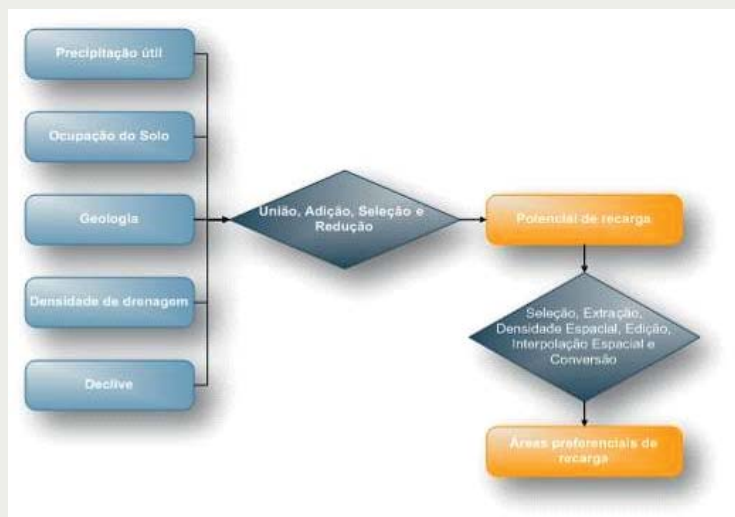 Precipitação útil
Ocupação do Solo
Geologia
Densidade de drenagem
Declive
União, Adição, Seleção e
Redução
Potencial de recarga
Seleção, Extração,
Densidade Espacial, Edição,
Interpolação Espacial e
Conversão
Áreas preferenciais de
recarga